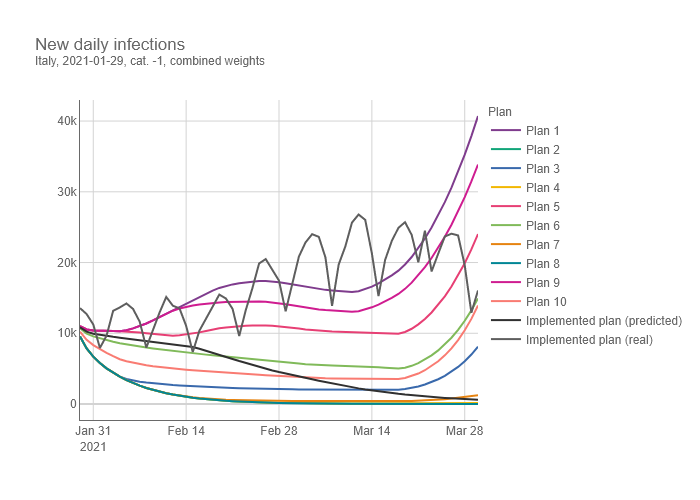 New daily infections
Italy, 2021-01-29, cat. -1, combined weights
Plan
40k
30k
20k
10k
0
Jan 31
2021
Feb 14
Feb 28
Mar 14
Mar 28
Plan 1
Plan 2
Plan 3
Plan 4
Plan 5
Plan 6
Plan 7
Plan 8
Plan 9
Plan 10
Implemented plan (predicted)
Implemented plan (real)